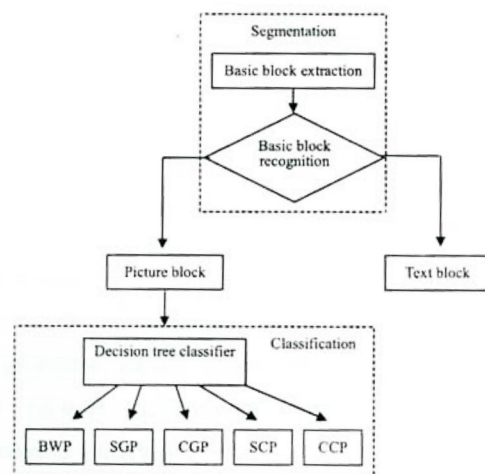 Segmentation
Basic block extraction
Basic block
recognition
Picture block
Text block
Decision tree classifier
Classification
BWP
SGP
CGP
SCP
CCP